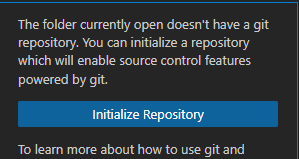 The folder currently open doesn't have a git
repository. You can initialize a repository
which will enable source control features
powered by git.
Initialize Repository
To learn more about how to use git and